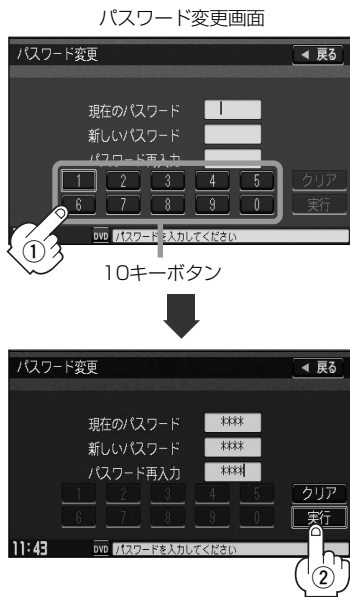 パスワード変更画面
パスワード変更 ◀ 戻る
現在のパスワード
新しいパスワード
パスワード再入力
1 2 3 4 5 クリア
6 7 8 9 0 実行
DVD パスワードを入力してください
①
10キーボタン
パスワード変更 ◀ 戻る
現在のパスワード ****
新しいパスワード ****
パスワード再入力 ****
1 2 3 4 5 クリア
6 7 8 9 0 実行
11:43 DVD パスワードを入力してください
②